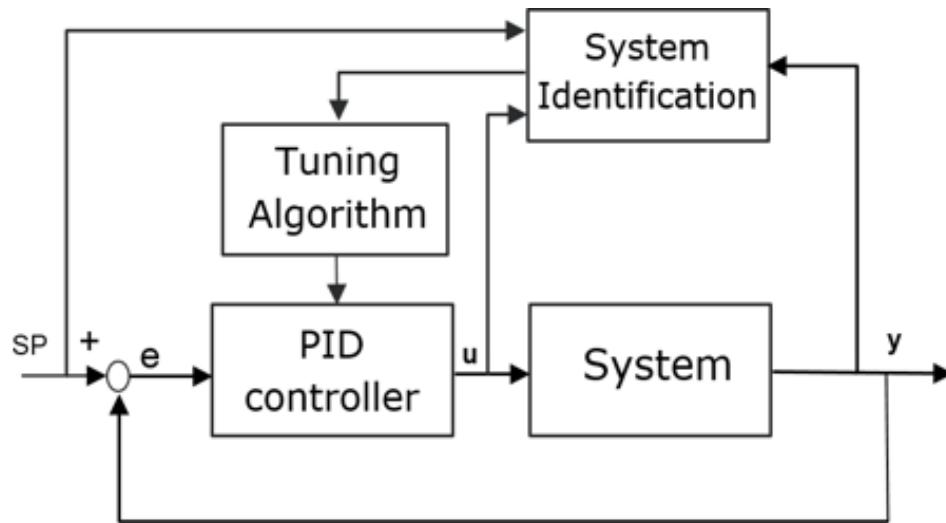 System
Identification
Tuning
Algorithm
SP
+
e
PID
controller
u
System
y